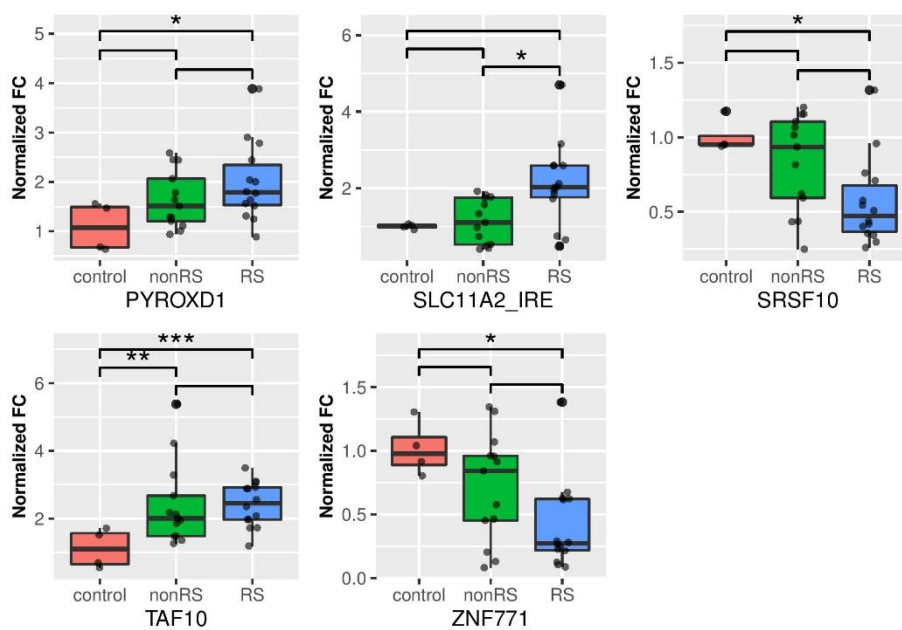 *
5
4
3
2
1
Normalized FC
control nonRS RS
PYROXD1
*
6
4
2
Normalized FC
control nonRS RS
SLC11A2_IRE
*
1.5
1.0
0.5
Normalized FC
control nonRS RS
SRSF10
***
**
6
4
2
Normalized FC
control nonRS RS
TAF10
*
1.5
1.0
0.5
0.0
Normalized FC
control nonRS RS
ZNF771